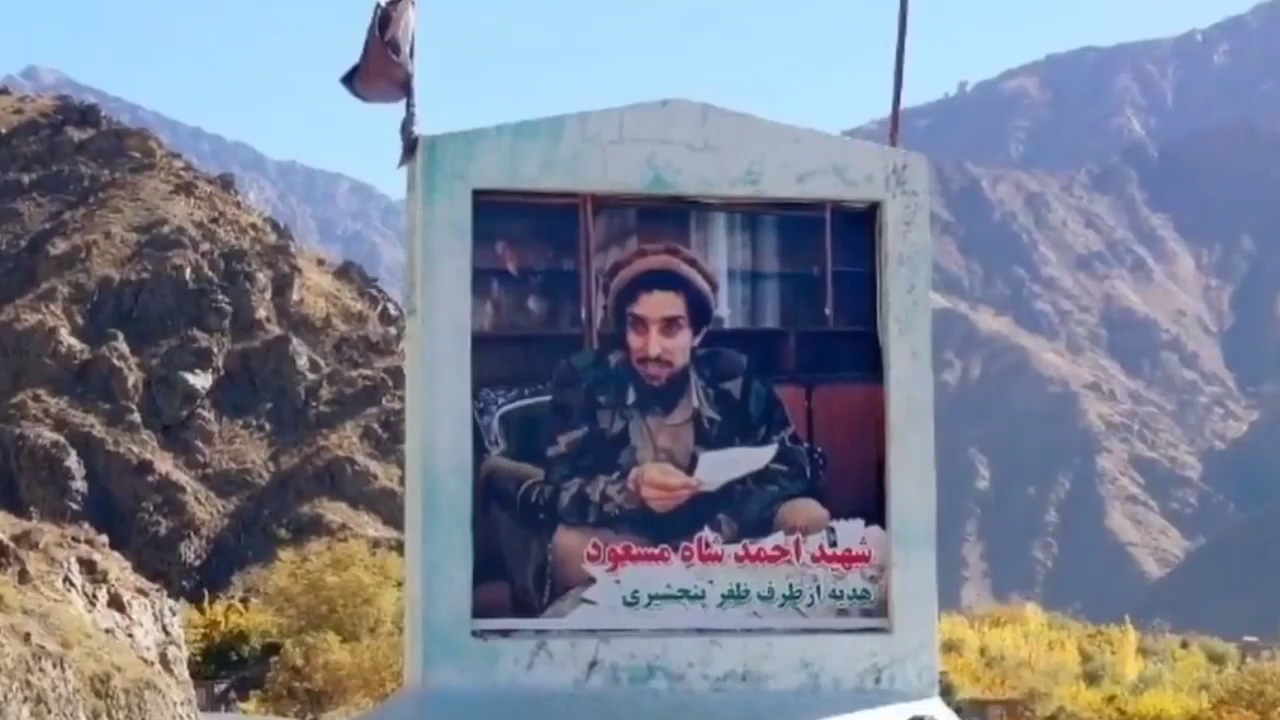 شهید احمد شاه مسعود
هدیه از طرف ظفر "پنجشیری"